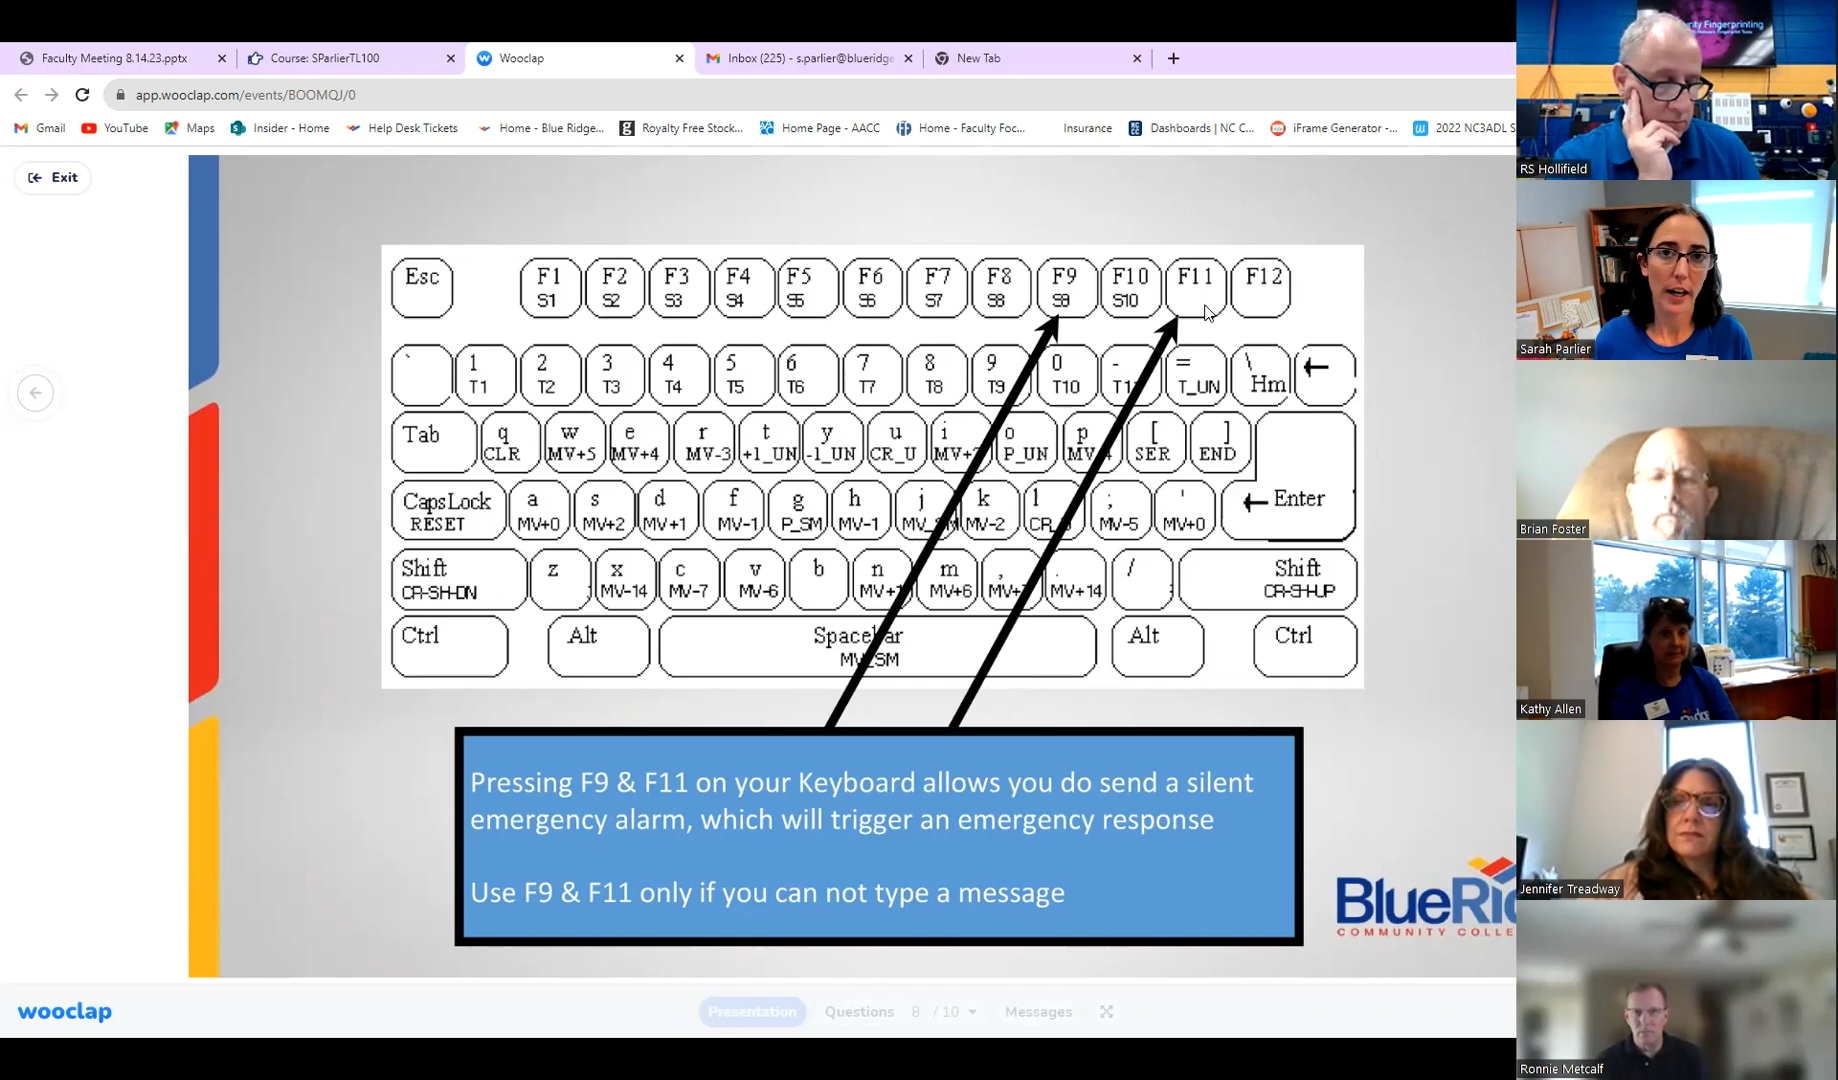 Faculty Meeting 8.14.23.pptx
Course: SParlierTL100
Wooclap
Inbox (225) - s.parlier@blueridge
New Tab
app.wooclap.com/events/BOOMQJ/0
Gmail YouTube Maps Insider - Home Help Desk Tickets Home - Blue Ridge... Royalty Free Stock... Home Page - AACC Home - Faculty Foc... Insurance Dashboards | NC C... iFrame Generator -... 2022 NC3ADL S
Exit
Esc F1 F2 F3 F4 F5 F6 F7 F8 F9 F10 F11 F12
S1 S2 S3 S4 S5 S6 S7 S8 S9 S10
` 1 2 3 4 5 6 7 8 9 0 - = \
T1 T2 T3 T4 T5 T6 T7 T8 T9 T10 T_UN Hm
Tab q w e r t y u i o p [ ]
CLR MV+5 MV+4 MV-3 +1_UN -1_UN CR_U P_UN SER END
CapsLock a s d f g h j k l ; ' Enter
RESET MV+0 MV+2 MV+1 MV-1 P_SM MV-1 MV-2 MV-5 MV+0
Shift z x c v b n m , . / Shift
CR-SH-DN MV-14 MV-7 MV-6 MV+6 MV+14 CR-SH-UP
Ctrl Alt Spacebar Alt Ctrl
MV_SM
Pressing F9 & F11 on your Keyboard allows you do send a silent
emergency alarm, which will trigger an emergency response
Use F9 & F11 only if you can not type a message
BlueRid
COMMUNITY COLLE
wooclap
Presentation Questions 8 / 10 Messages
urity Fingerprinting
RS Hollifield
Sarah Parlier
Brian Foster
Kathy Allen
Jennifer Treadway
Ronnie Metcalf